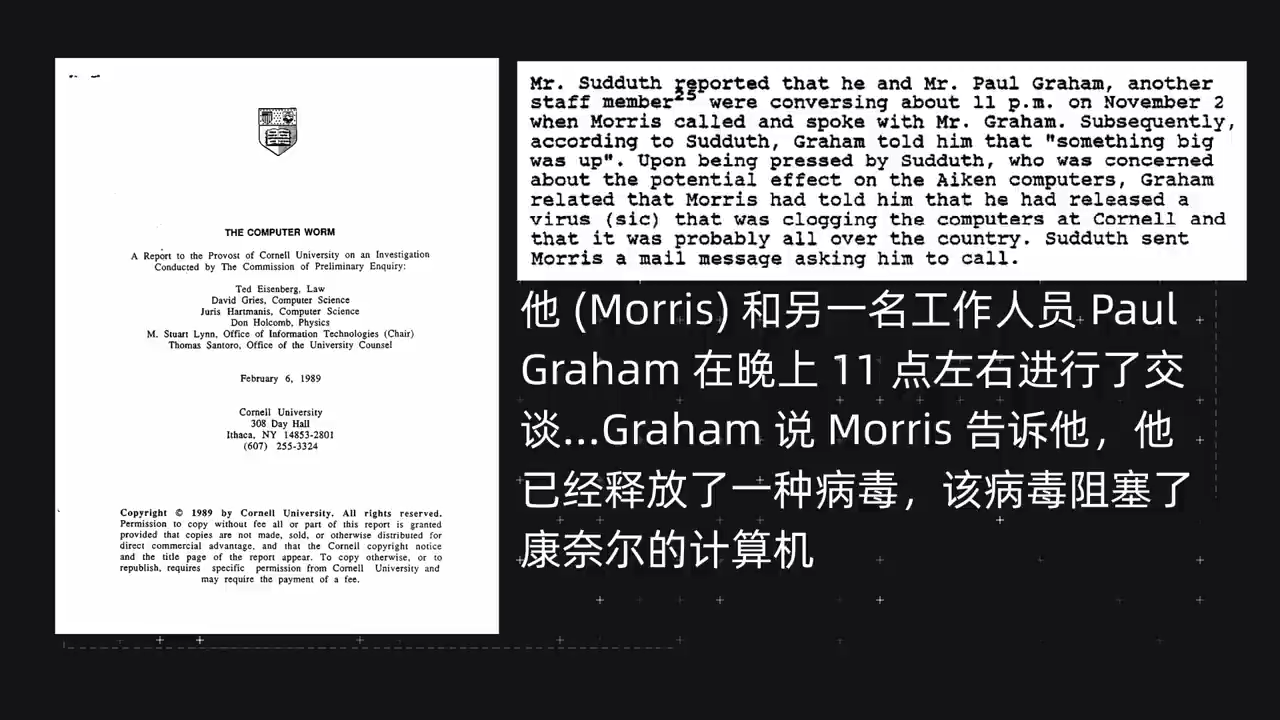 THE COMPUTER WORM
A Report to the Provost of Cornell University on an Investigation
Conducted by The Commission of Preliminary Enquiry:
Ted Eisenberg, Law
David Gries, Computer Science
Juris Hartmanis, Computer Science
Don Holcomb, Physics
M. Stuart Lynn, Office of Information Technologies (Chair)
Thomas Santoro, Office of the University Counsel
February 6, 1989
Cornell University
308 Day Hall
Ithaca, NY 14853-2801
(607) 255-3324
Copyright © 1989 by Cornell University. All rights reserved.
Permission to copy without fee all or part of this report is granted
provided that copies are not made, sold, or otherwise distributed for
direct commercial advantage, and that the Cornell copyright notice
and the title page of the report appear. To copy otherwise, or to
republish, requires specific permission from Cornell University and
may require the payment of a fee.
Mr. Sudduth reported that he and Mr. Paul Graham, another
staff member25 were conversing about 11 p.m. on November 2
when Morris called and spoke with Mr. Graham. Subsequently,
according to Sudduth, Graham told him that "something big
was up". Upon being pressed by Sudduth, who was concerned
about the potential effect on the Aiken computers, Graham
related that Morris had told him that he had released a
virus (sic) that was clogging the computers at Cornell and
that it was probably all over the country. Sudduth sent
Morris a mail message asking him to call.
他 (Morris) 和另一名工作人员 Paul
Graham 在晚上 11 点左右进行了交
谈...Graham 说 Morris 告诉他，他
已经释放了一种病毒，该病毒阻塞了
康奈尔的计算机